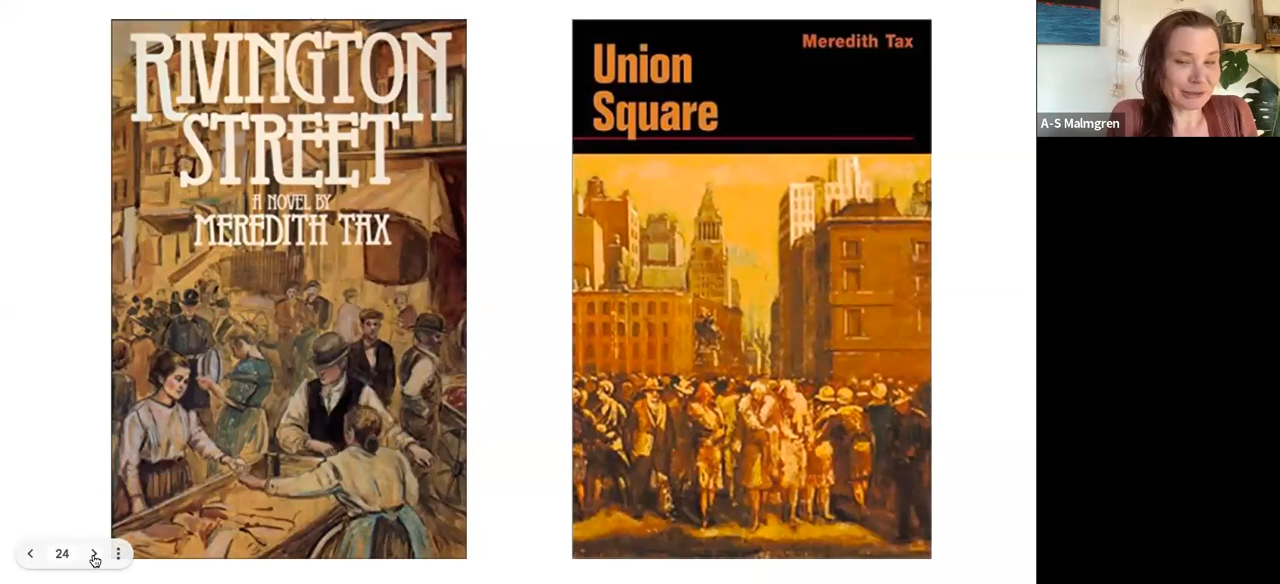 RIVINGTON
STREET
A NOVEL BY
MEREDITH TAX
Meredith Tax
Union
Square
A-S Malmgren
24